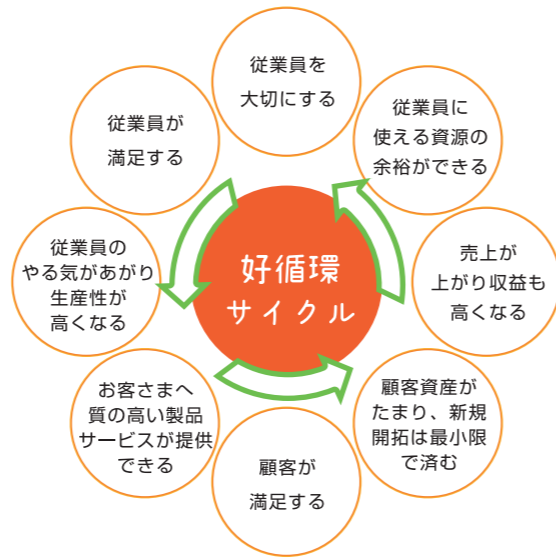 従業員を
大切にする
従業員が
満足する
従業員の
やる気があがり
生産性が
高くなる
お客さまへ
質の高い製品
サービスが提供
できる
顧客が
満足する
顧客資産が
たまり、新規
開拓は最小限
で済む
売上が
上がり収益も
高くなる
従業員に
使える資源の
余裕ができる
好循環
サイクル